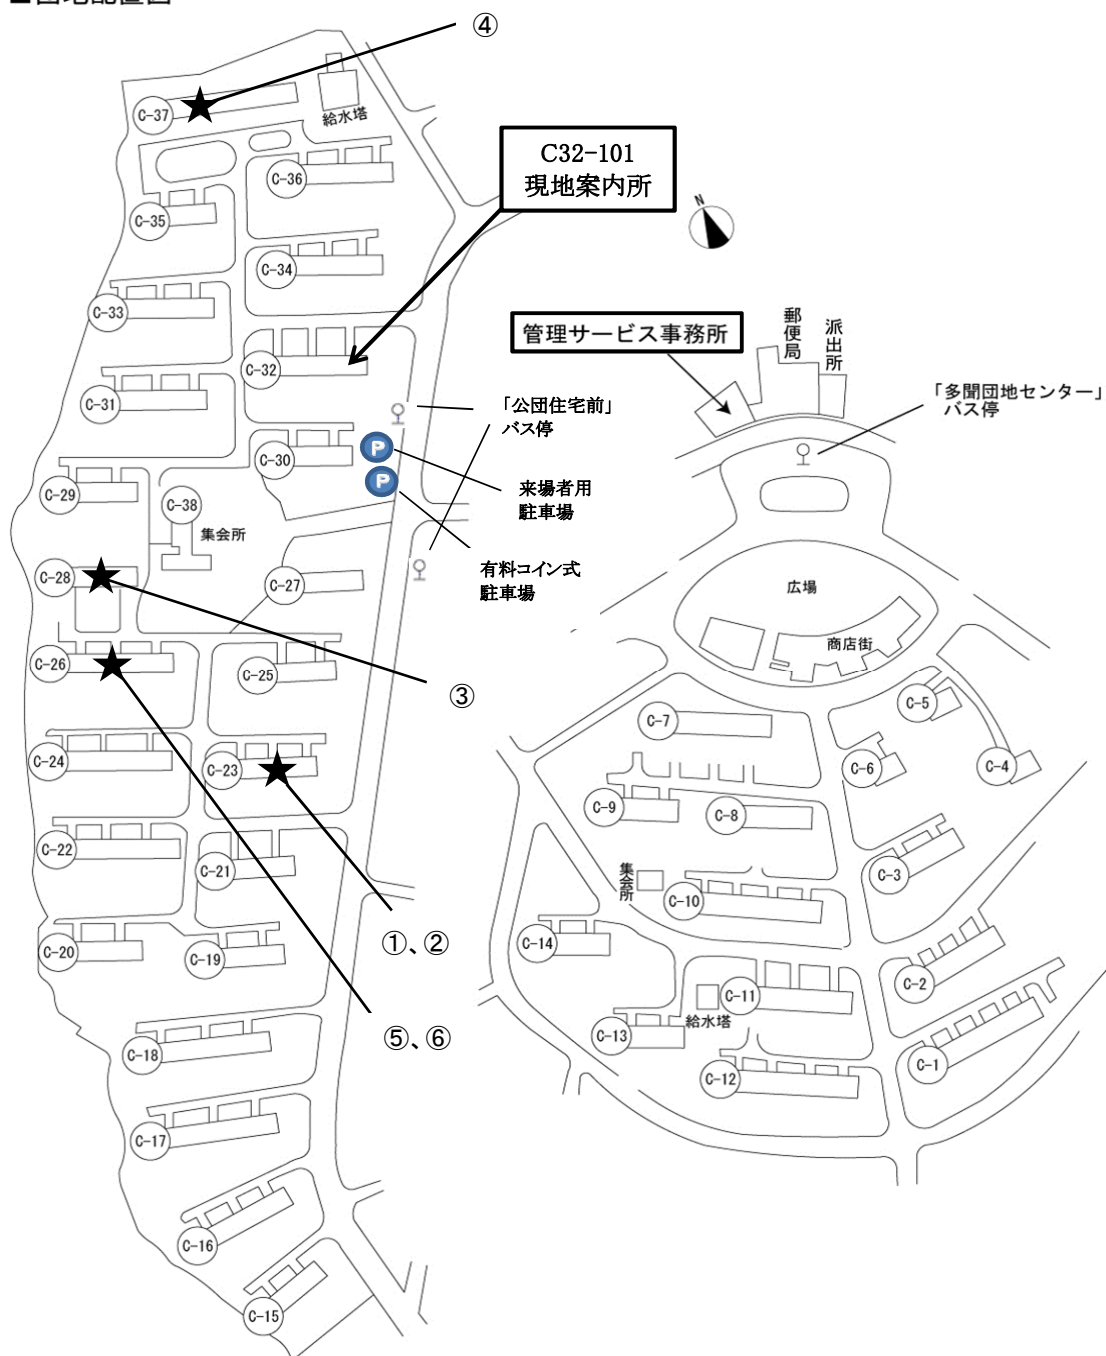 ■団地配置図
④
C-37
給水塔
C32-101
現地案内所
C-36
C-35
N
C-34
C-33
管理サービス事務所
郵便局
派出所
C-32
C-31
「公団住宅前」
バス停
「多聞団地センター」
バス停
P
C-30
P
来場者用
駐車場
C-29
C-38
集会所
有料コイン式
駐車場
C-28
C-27
広場
商店街
C-26
C-25
③
C-5
C-7
C-24
C-23
C-6
C-4
C-9
C-8
C-22
C-21
C-3
集会所
C-10
①、②
C-20
C-19
C-14
C-2
C-11
給水塔
⑤、⑥
C-13
C-18
C-1
C-12
C-17
C-16
C-15